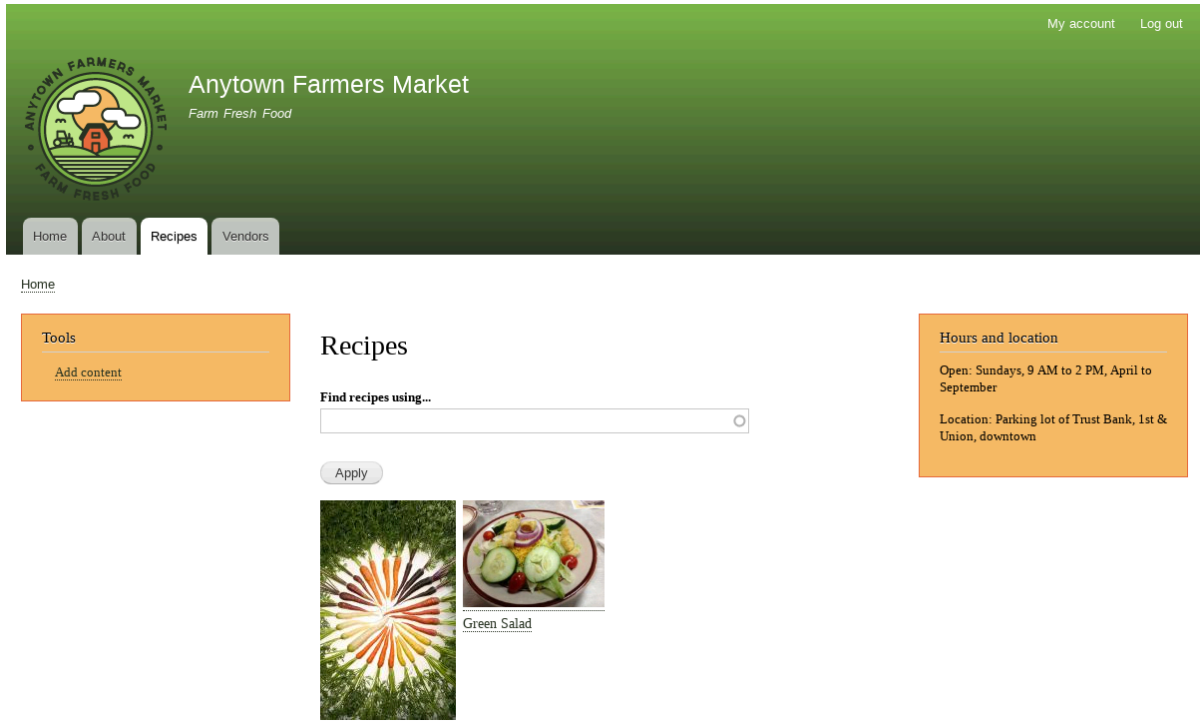 My account Log out
ANYTOWN FARMERS MARKET
FARM FRESH FOOD
Anytown Farmers Market
Farm Fresh Food
Home About Recipes Vendors
Home
Tools
Add content
Recipes
Find recipes using...
Apply
Green Salad
Hours and location
Open: Sundays, 9 AM to 2 PM, April to
September
Location: Parking lot of Trust Bank, 1st &
Union, downtown